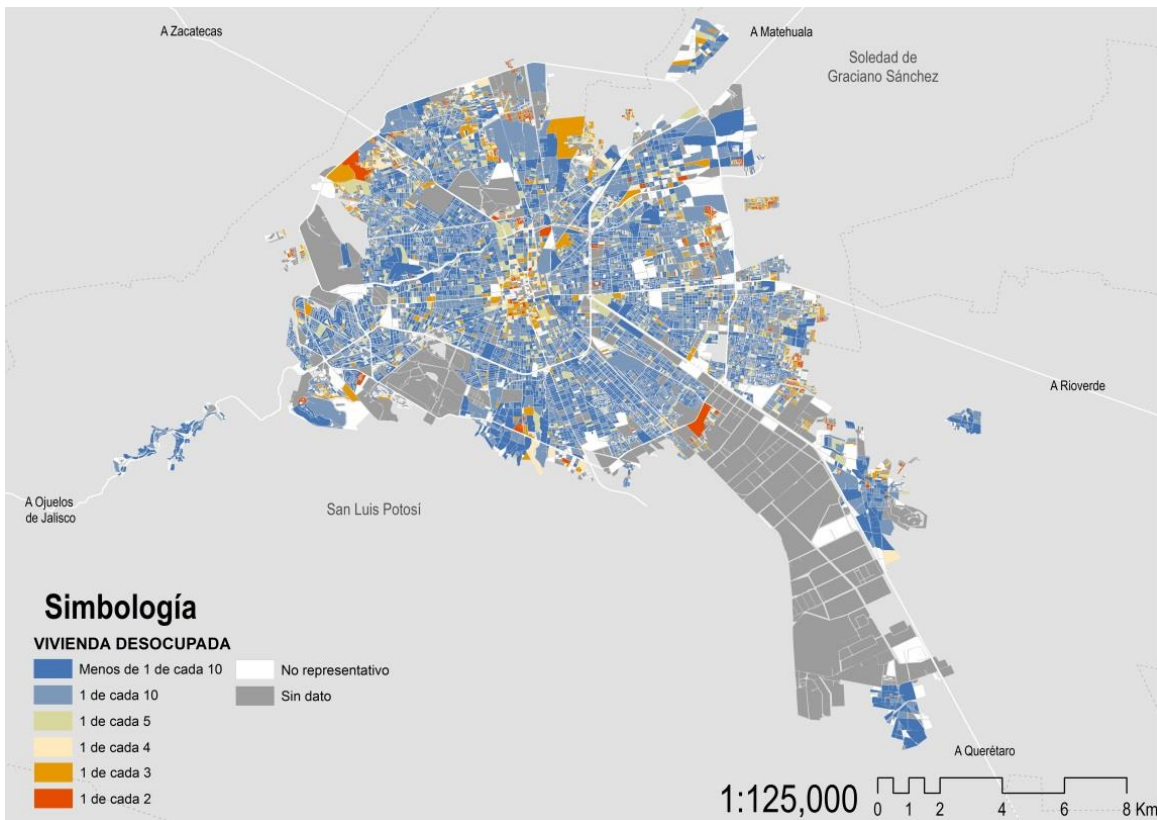 A Zacatecas
A Matehuala
Soledad de
Graciano Sánchez
A Rioverde
A Ojuelos
de Jalisco
San Luis Potosí
A Querétaro
Simbología
VIVIENDA DESOCUPADA
Menos de 1 de cada 10
1 de cada 10
1 de cada 5
1 de cada 4
1 de cada 3
1 de cada 2
No representativo
Sin dato
1:125,000
0 1 2 4 6 8 Km